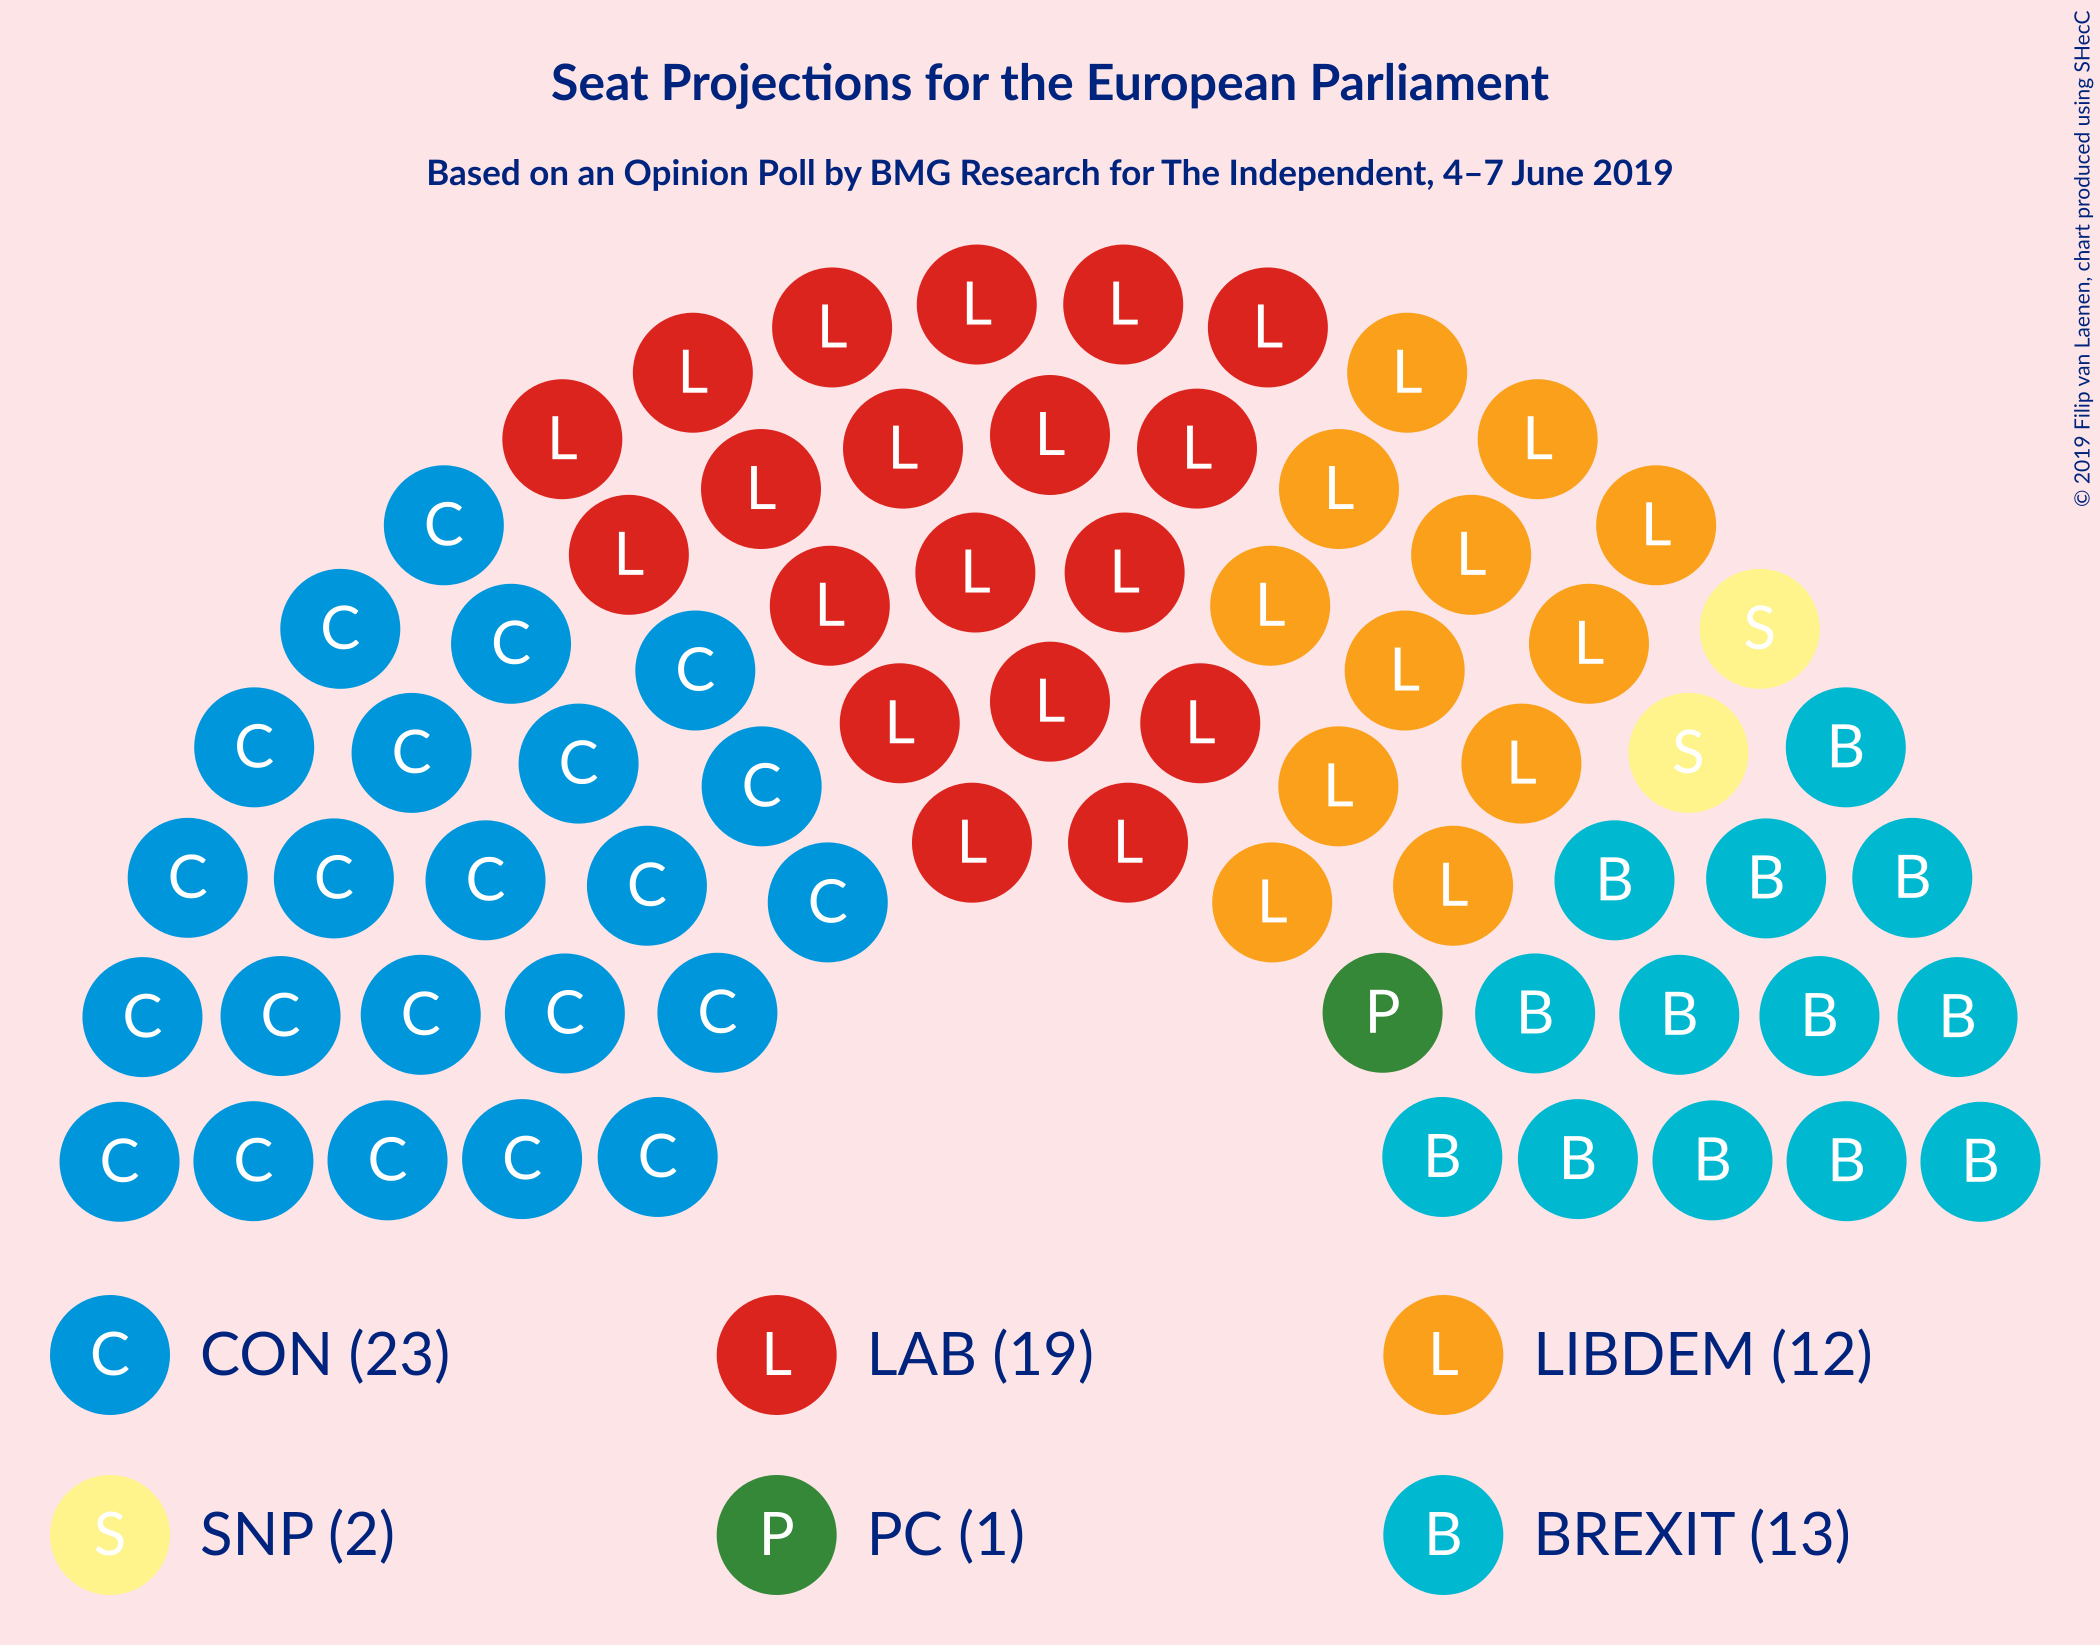 Seat Projections for the European Parliament
Based on an Opinion Poll by BMG Research for The Independent, 4–7 June 2019
© 2019 Filip van Laenen, chart produced using SHecC
L L L L
L L L L
L L L
C L L L L L
L L L
C C L L L L L
C C L S
C C C L L L L L S B
C C L L
C C C C C L L L L B B B
C C C C C P B B B B
C C C C C B B B B B
C CON (23) L LAB (19) L LIBDEM (12)
S SNP (2) P PC (1) B BREXIT (13)